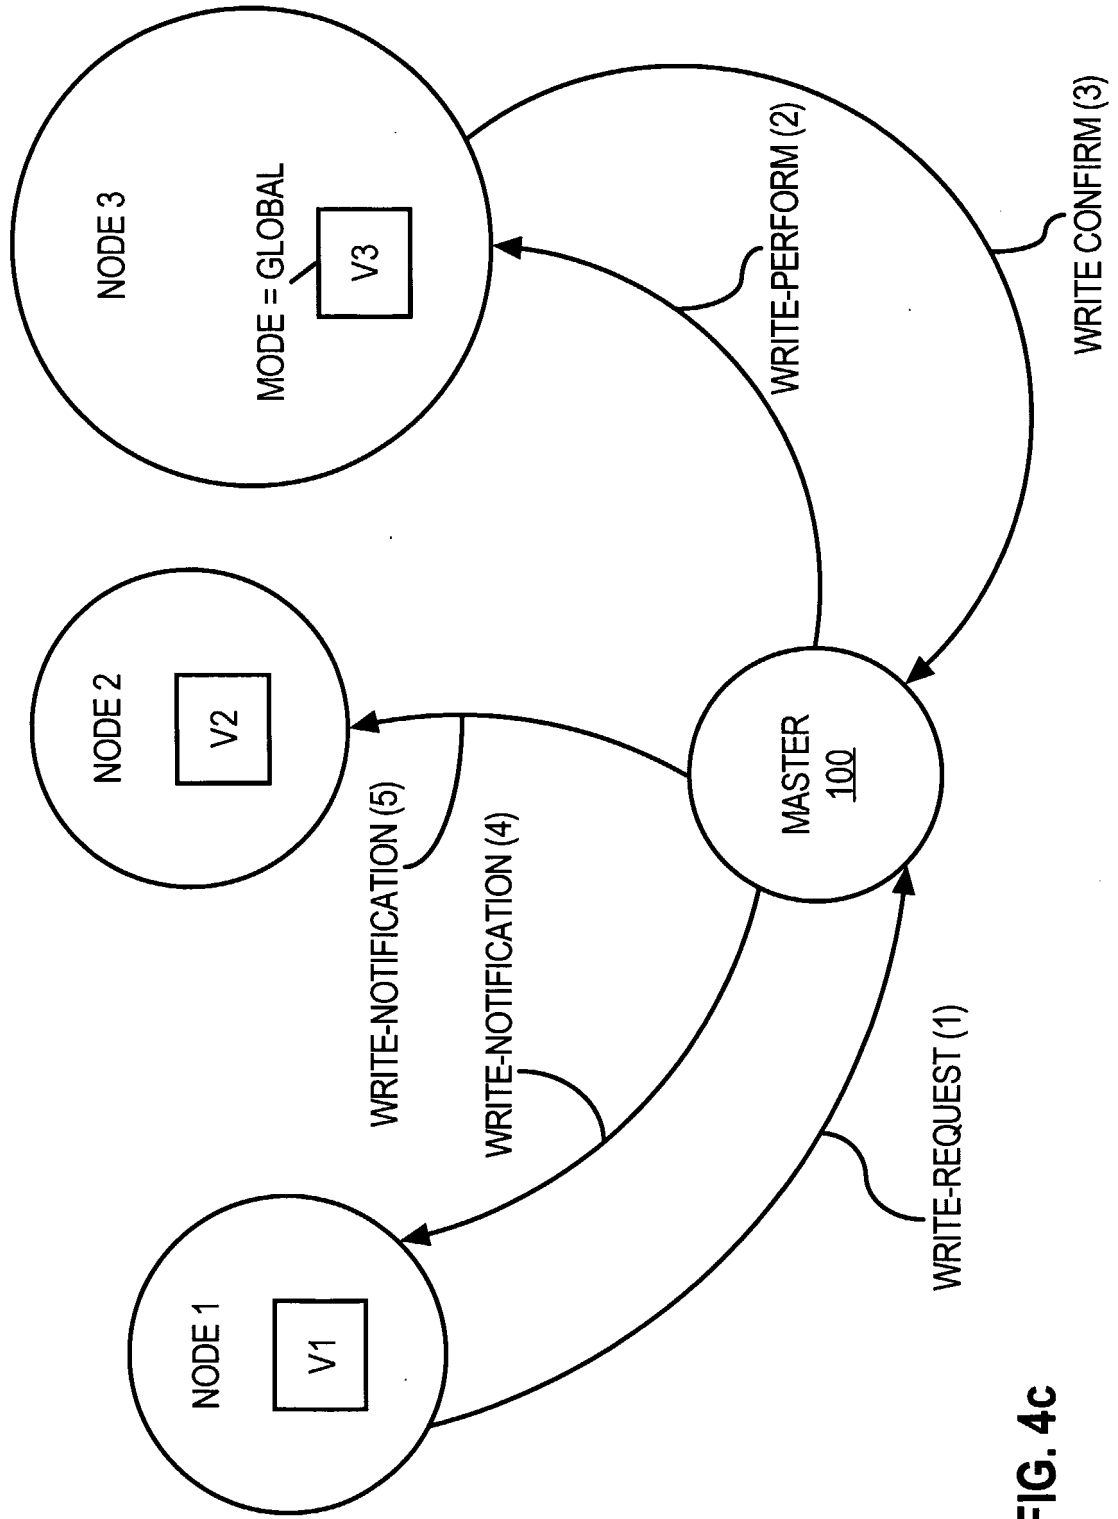 NODE 1
V1
NODE 2
V2
NODE 3
MODE = GLOBAL
V3
WRITE-NOTIFICATION (5)
WRITE-NOTIFICATION (4)
WRITE-PERFORM (2)
MASTER
100
WRITE-REQUEST (1)
WRITE CONFIRM (3)
FIG. 4c